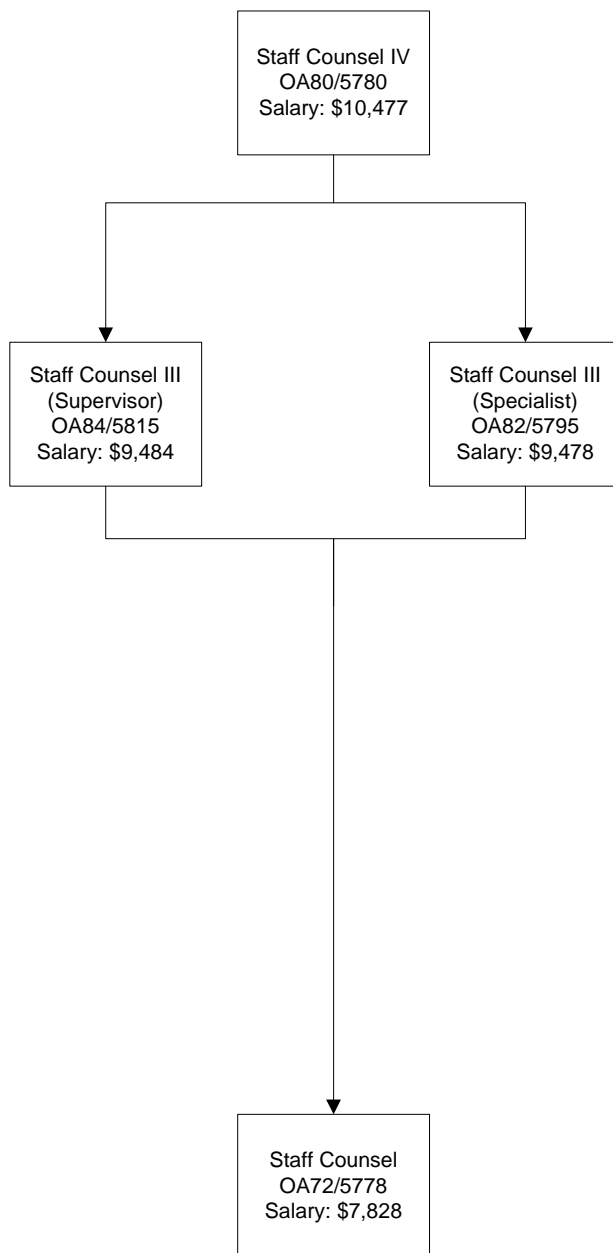 Staff Counsel IV
OA80/5780
Salary: $10,477
Staff Counsel III
(Supervisor)
OA84/5815
Salary: $9,484
Staff Counsel III
(Specialist)
OA82/5795
Salary: $9,478
Staff Counsel
OA72/5778
Salary: $7,828